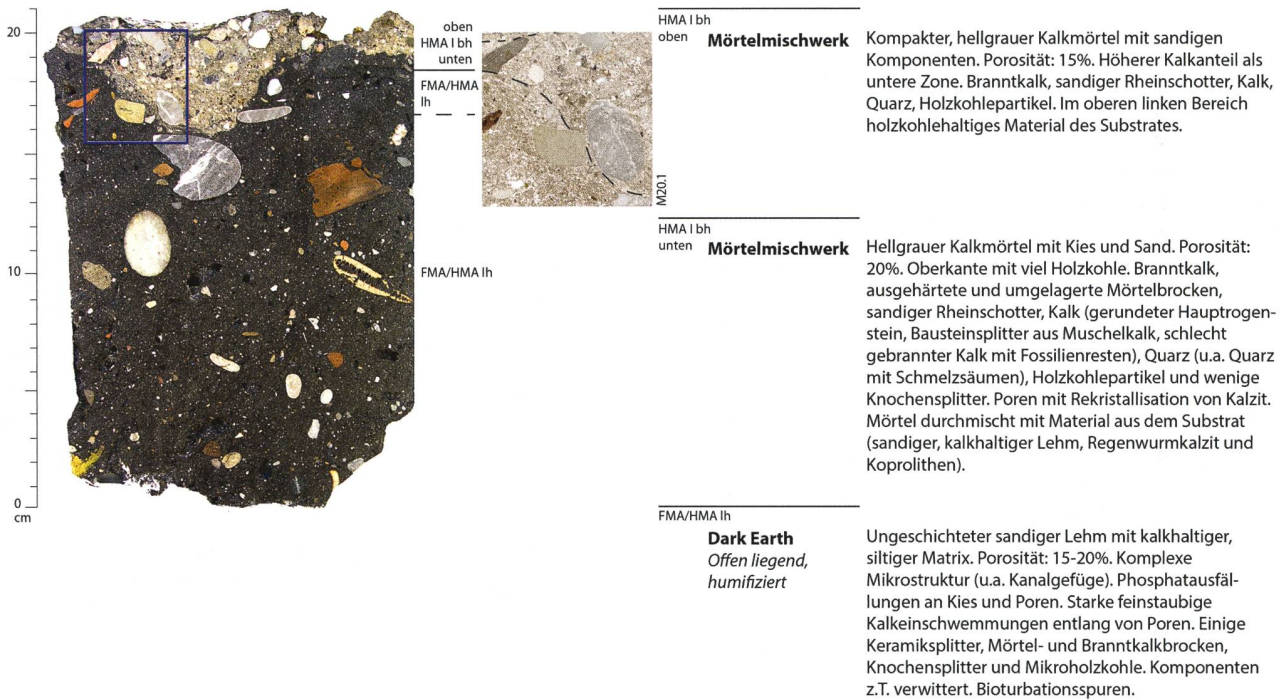 20
10
0
cm
oben
HMA I bh
unten
FMA/HMA
lh
FMA/HMA lh
M20.1
HMA I bh
oben Mörtelmischwerk
Kompakter, hellgrauer Kalkmörtel mit sandigen
Komponenten. Porosität: 15%. Höherer Kalkanteil als
untere Zone. Branntkalk, sandiger Rheinschotter, Kalk,
Quarz, Holzkohlepartikel. Im oberen linken Bereich
holzkohlehaltiges Material des Substrates.
HMA I bh
unten Mörtelmischwerk
Hellgrauer Kalkmörtel mit Kies und Sand. Porosität:
20%. Oberkante mit viel Holzkohle. Branntkalk,
ausgehärtete und umgelagerte Mörtelbrocken,
sandiger Rheinschotter, Kalk (gerundeter Hauptrogen-
stein, Bausteinsplitter aus Muschelkalk, schlecht
gebrannter Kalk mit Fossilienresten), Quarz (u.a. Quarz
mit Schmelzsäumen), Holzkohlepartikel und wenige
Knochensplitter. Poren mit Rekristallisation von Kalzit.
Mörtel durchmischt mit Material aus dem Substrat
(sandiger, kalkhaltiger Lehm, Regenwurmkalzit und
Koprolithen).
FMA/HMA lh
Dark Earth
Offen liegend,
humifiziert
Ungeschichteter sandiger Lehm mit kalkhaltiger,
siltiger Matrix. Porosität: 15-20%. Komplexe
Mikrostruktur (u.a. Kanalgefüge). Phosphatausfäl-
lungen an Kies und Poren. Starke feinstaubige
Kalkeinschwemmungen entlang von Poren. Einige
Keramiksplitter, Mörtel- und Branntkalkbrocken,
Knochensplitter und Mikroholzkohle. Komponenten
z.T. verwittert. Bioturbationsspuren.